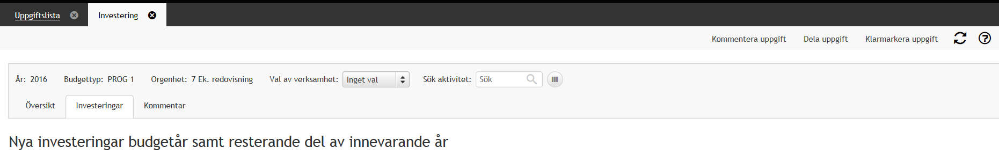 Uppgiftslista Investering
Kommentera uppgift Dela uppgift Klarmarkera uppgift
År: 2016 Budgettyp: PROG 1 Orgenhet: 7 Ek. redovisning Val av verksamhet: Inget val Sök aktivitet: Sök
Översikt Investeringar Kommentar
Nya investeringar budgetår samt resterande del av innevarande år